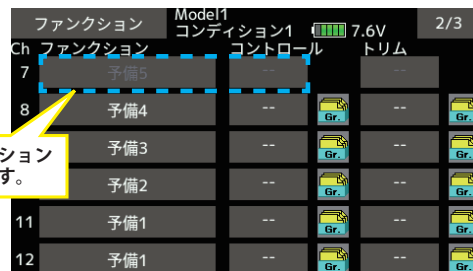 ファンクション Model1 コンディション1 7.6V 2/3
Ch ファンクション コントロール トリム
7 予備5 -- --
8 予備4 -- Gr. -- Gr.
予備3 -- Gr. -- Gr.
ション
す。
予備2 -- Gr. -- Gr.
11 予備1 -- Gr. -- Gr.
12 予備1 -- Gr. -- Gr.